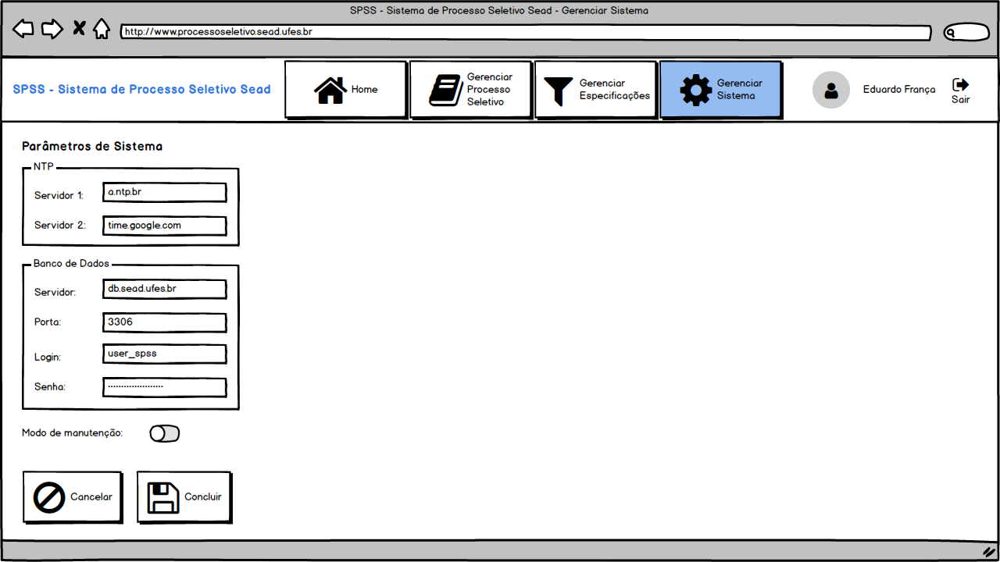 SPSS - Sistema de Processo Seletivo Sead - Gerenciar Sistema
http://www.processoseletivo.sead.ufes.br
SPSS - Sistema de Processo Seletivo Sead
Home
Gerenciar
Processo
Seletivo
Gerenciar
Especificações
Gerenciar
Sistema
Eduardo França
Sair
Parâmetros de Sistema
NTP
Servidor 1:
a.ntp.br
Servidor 2:
time.google.com
Banco de Dados
Servidor:
db.sead.ufes.br
Porta:
3306
Login:
user_spss
Senha:
Modo de manutenção:
Cancelar
Concluir